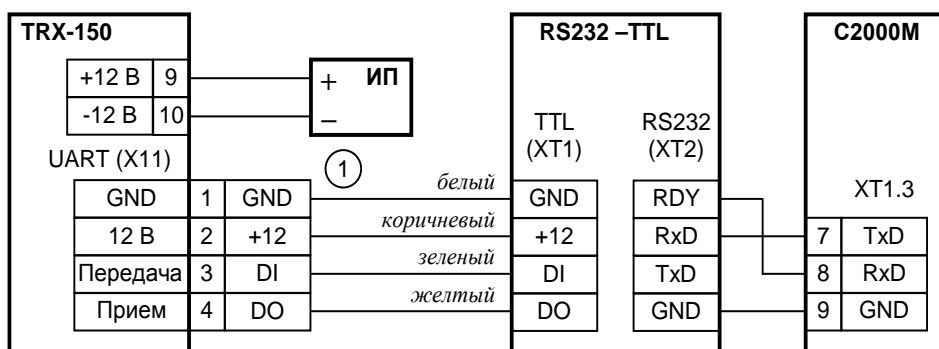 TRX-150
RS232 –TTL
C2000M
+12 В 9
-12 В 10
+ ИП
–
UART (X11)
TTL
(XT1)
RS232
(XT2)
XT1.3
1
GND 1 GND
белый
GND
RDY
12 В 2 +12
коричневый
+12
RxD
7 TxD
Передача 3 DI
зеленый
DI
TxD
8 RxD
Прием 4 DO
желтый
DO
GND
9 GND